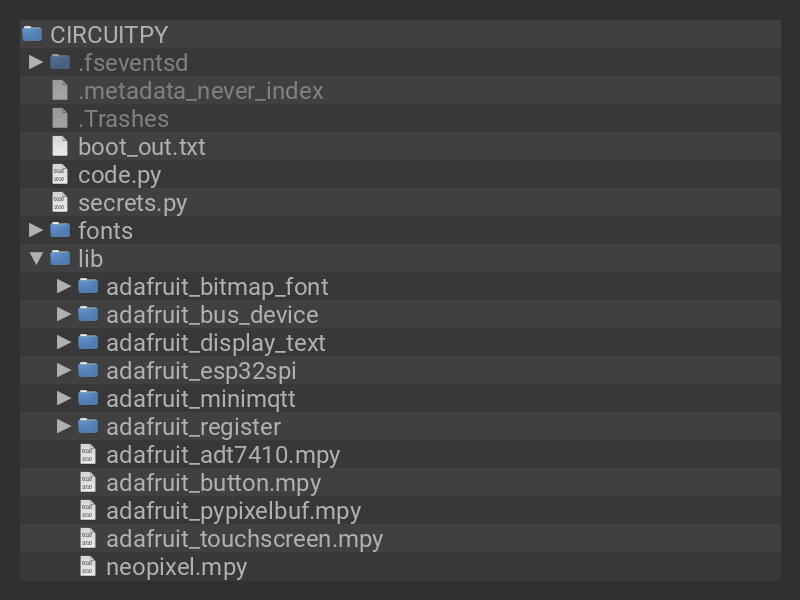 CIRCUITPY
.fseventsd
.metadata_never_index
.Trashes
boot_out.txt
code.py
secrets.py
fonts
lib
adafruit_bitmap_font
adafruit_bus_device
adafruit_display_text
adafruit_esp32spi
adafruit_minimqtt
adafruit_register
adafruit_adt7410.mpy
adafruit_button.mpy
adafruit_pypixelbuf.mpy
adafruit_touchscreen.mpy
neopixel.mpy